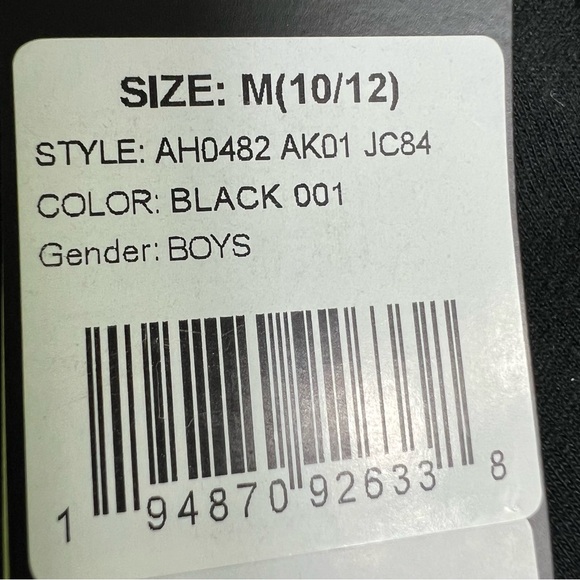 SIZE: M(10/12)
STYLE: AH0482 AK01 JC84
COLOR: BLACK 001
Gender: BOYS
1 94870 92633 8